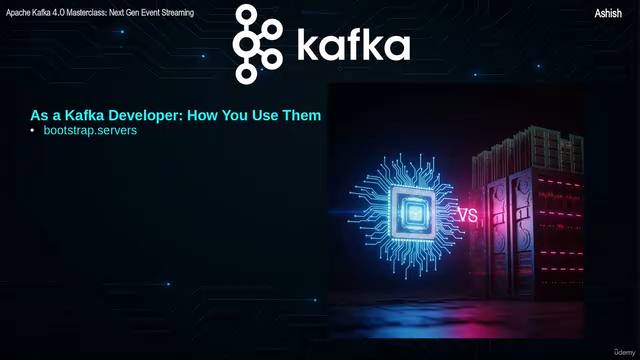 Apache Kafka 4.0 Masterclass: Next Gen Event Streaming
Ashish
kafka
As a Kafka Developer: How You Use Them
• bootstrap.servers
VS
ûdemy